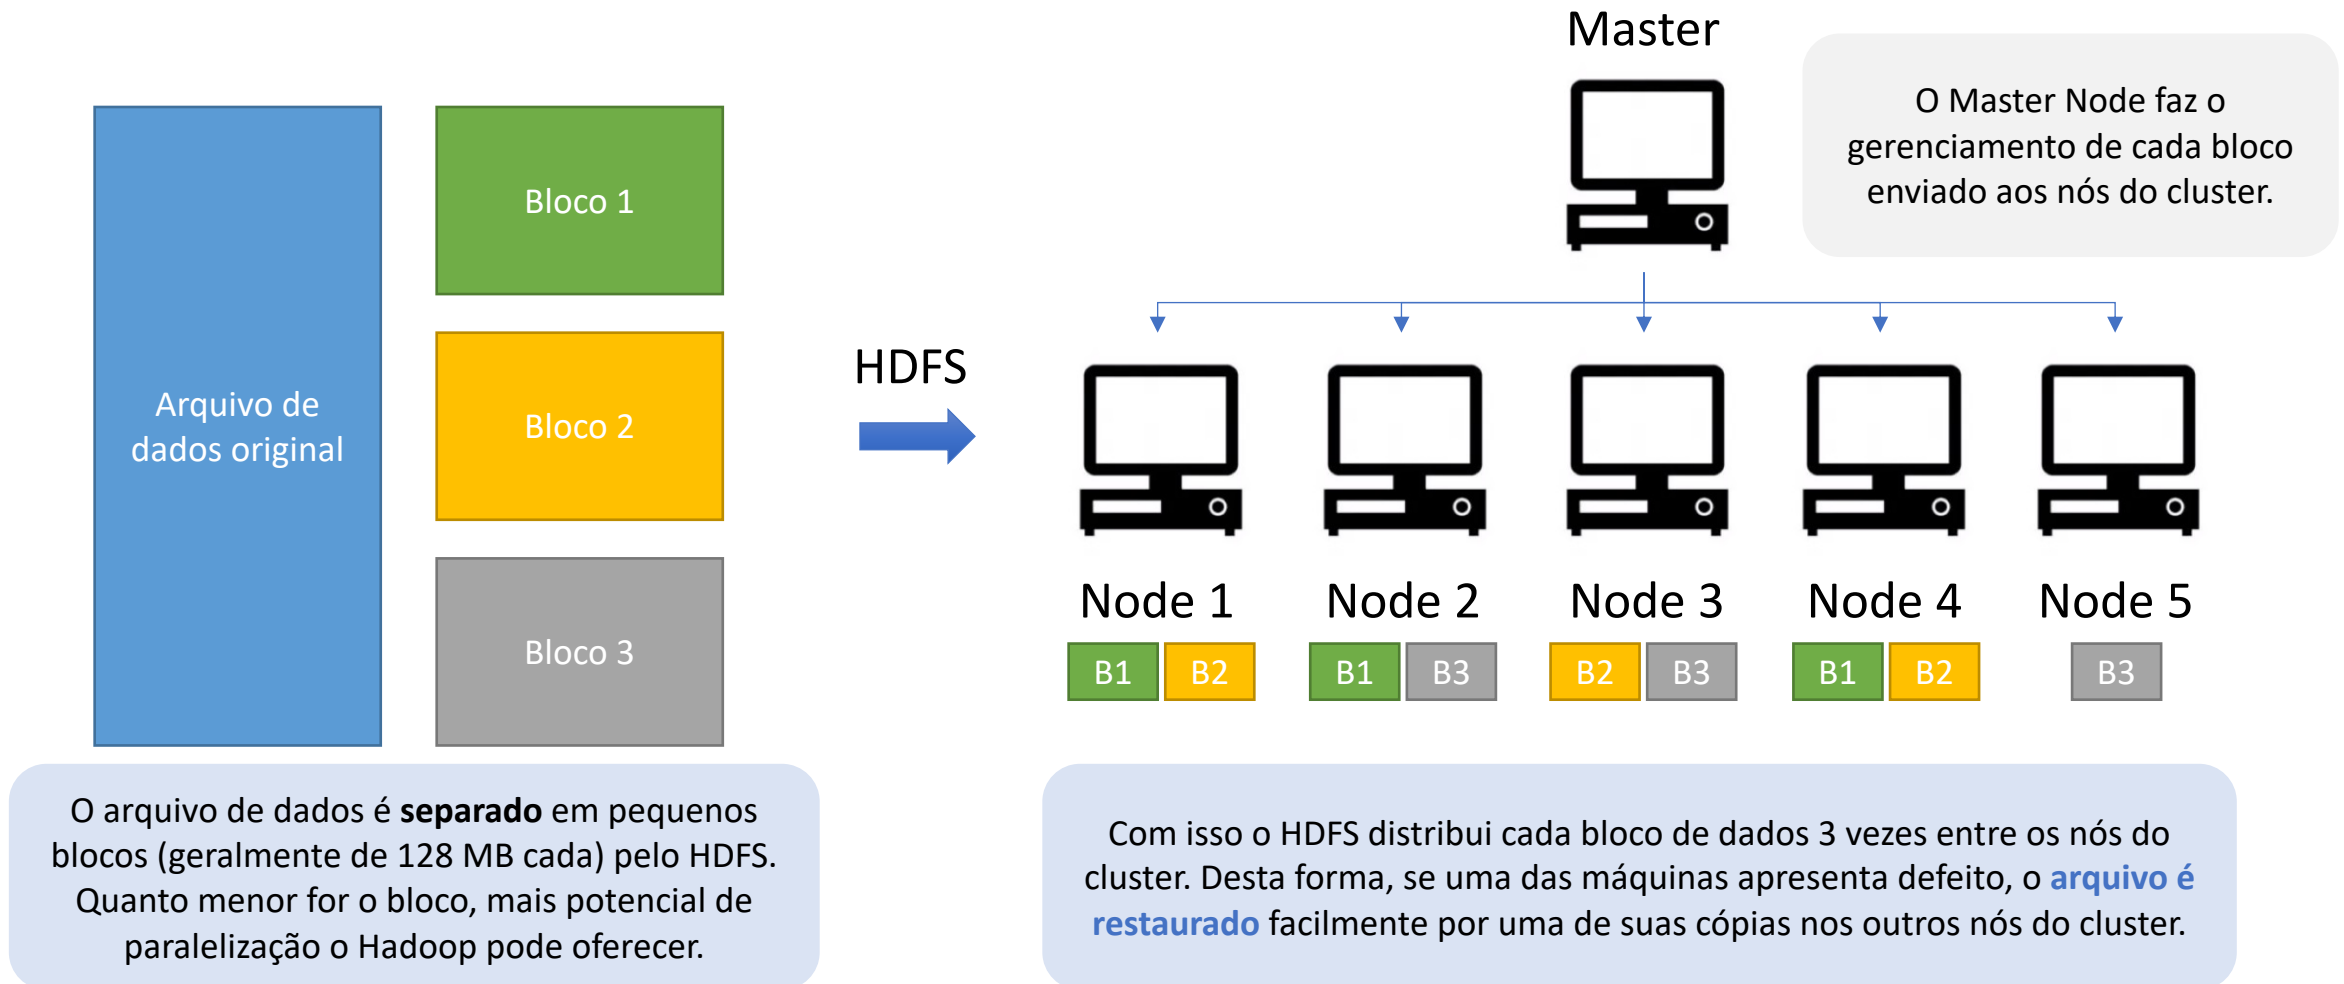 Master
O Master Node faz o
gerenciamento de cada bloco
enviado aos nós do cluster.
Arquivo de
dados original
Bloco 1
Bloco 2
Bloco 3
HDFS
Node 1
Node 2
Node 3
Node 4
Node 5
B1 B2
B1 B3
B2 B3
B1 B2
B3
O arquivo de dados é separado em pequenos
blocos (geralmente de 128 MB cada) pelo HDFS.
Quanto menor for o bloco, mais potencial de
paralelização o Hadoop pode oferecer.
Com isso o HDFS distribui cada bloco de dados 3 vezes entre os nós do
cluster. Desta forma, se uma das máquinas apresenta defeito, o arquivo é
restaurado facilmente por uma de suas cópias nos outros nós do cluster.